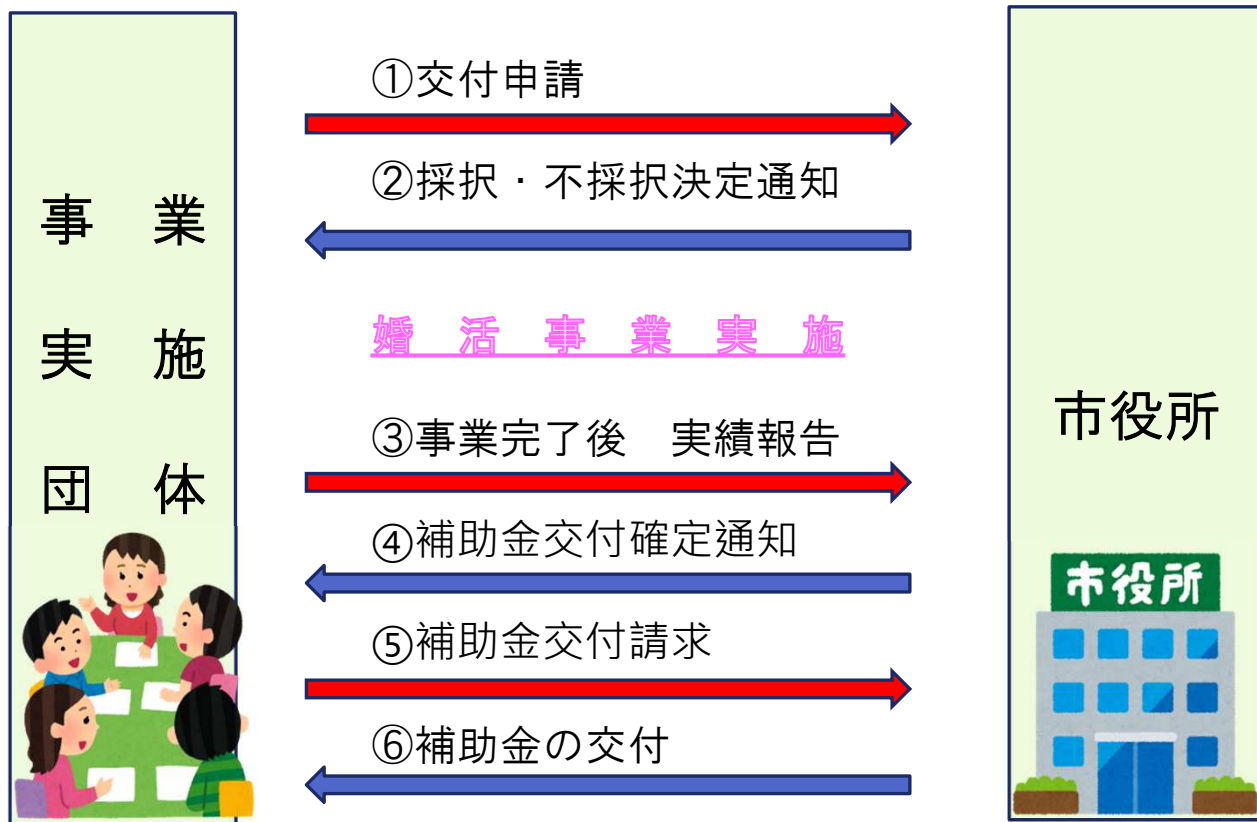 事　業
実　施
団　体
①交付申請
②採択・不採択決定通知
婚　活　事　業　実　施
③事業完了後　実績報告
④補助金交付確定通知
⑤補助金交付請求
⑥補助金の交付
市役所
市役所